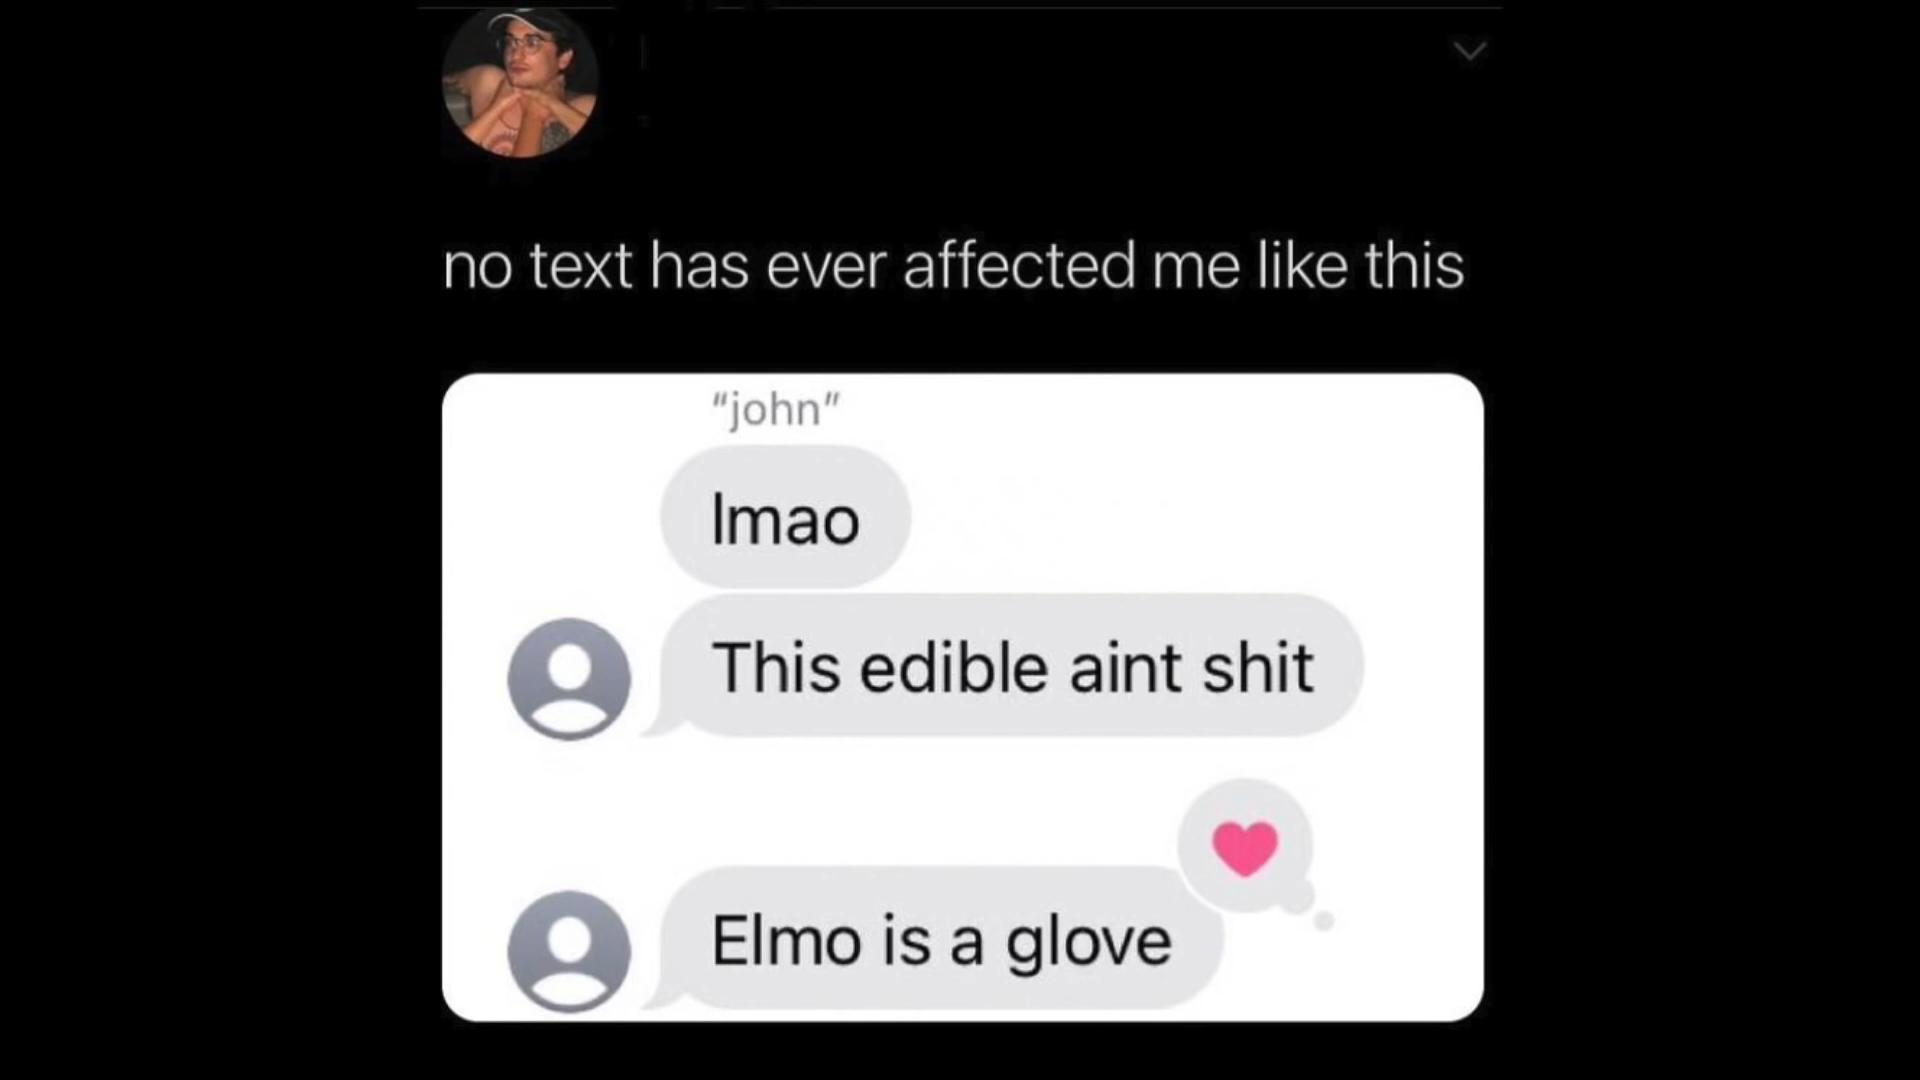 no text has ever affected me like this
“john”
lmao
This edible aint shit
Elmo is a glove